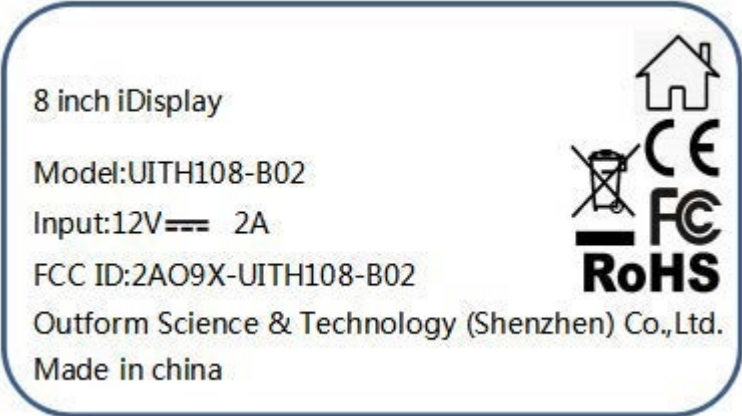 8 inch iDisplay
Model:UITH108-B02
Input:12V⎓ 2A
FCC ID:2AO9X-UITH108-B02
Outform Science & Technology (Shenzhen) Co.,Ltd.
Made in china
CE
FC
RoHS